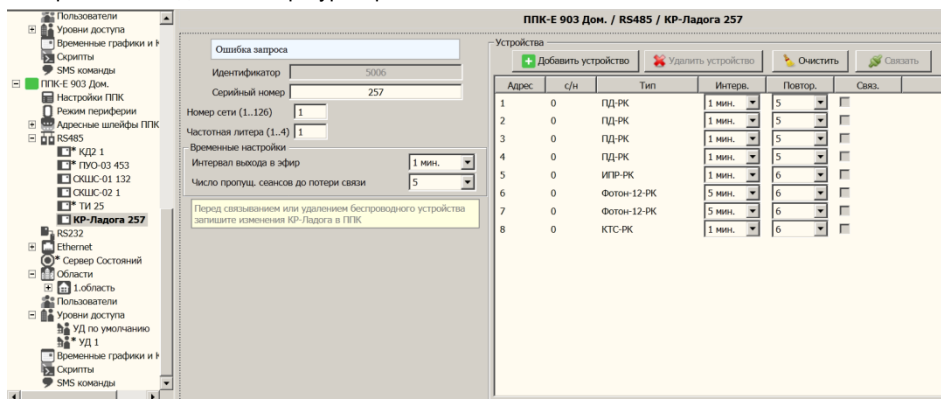 Пользователи
Уровни доступа
Временные графики и К
Скрипты
SMS команды
ППК-Е 903 Дом.
Настройки ППК
Режим периферии
Адресные шлейфы ППК
RS485
* КД2 1
* ПУО-03 453
СКШС-01 132
СКШС-02 1
* ТИ 25
КР-Ладога 257
RS232
Ethernet
* Сервер Состояний
Области
1.область
Пользователи
Уровни доступа
УД по умолчанию
* УД 1
Временные графики и К
Скрипты
SMS команды
ППК-Е 903 Дом. / RS485 / КР-Ладога 257
Ошибка запроса
Идентификатор 5006
Серийный номер 257
Номер сети (1..126) 1
Частотная литера (1..4) 1
Временные настройки
Интервал выхода в эфир 1 мин.
Число пропущ. сеансов до потери связи 5
Перед связыванием или удалением беспроводного устройства
запишите изменения КР-Ладога в ППК
Устройства
Добавить устройство Удалить устройство Очистить Связать
Адрес с/н Тип Интерв. Повтор. Связ.
1 0 ПД-РК 1 мин. 5
2 0 ПД-РК 1 мин. 5
3 0 ПД-РК 1 мин. 5
4 0 ПД-РК 1 мин. 5
5 0 ИПР-РК 1 мин. 6
6 0 Фотон-12-РК 5 мин. 6
7 0 Фотон-12-РК 5 мин. 6
8 0 КТС-РК 1 мин. 6